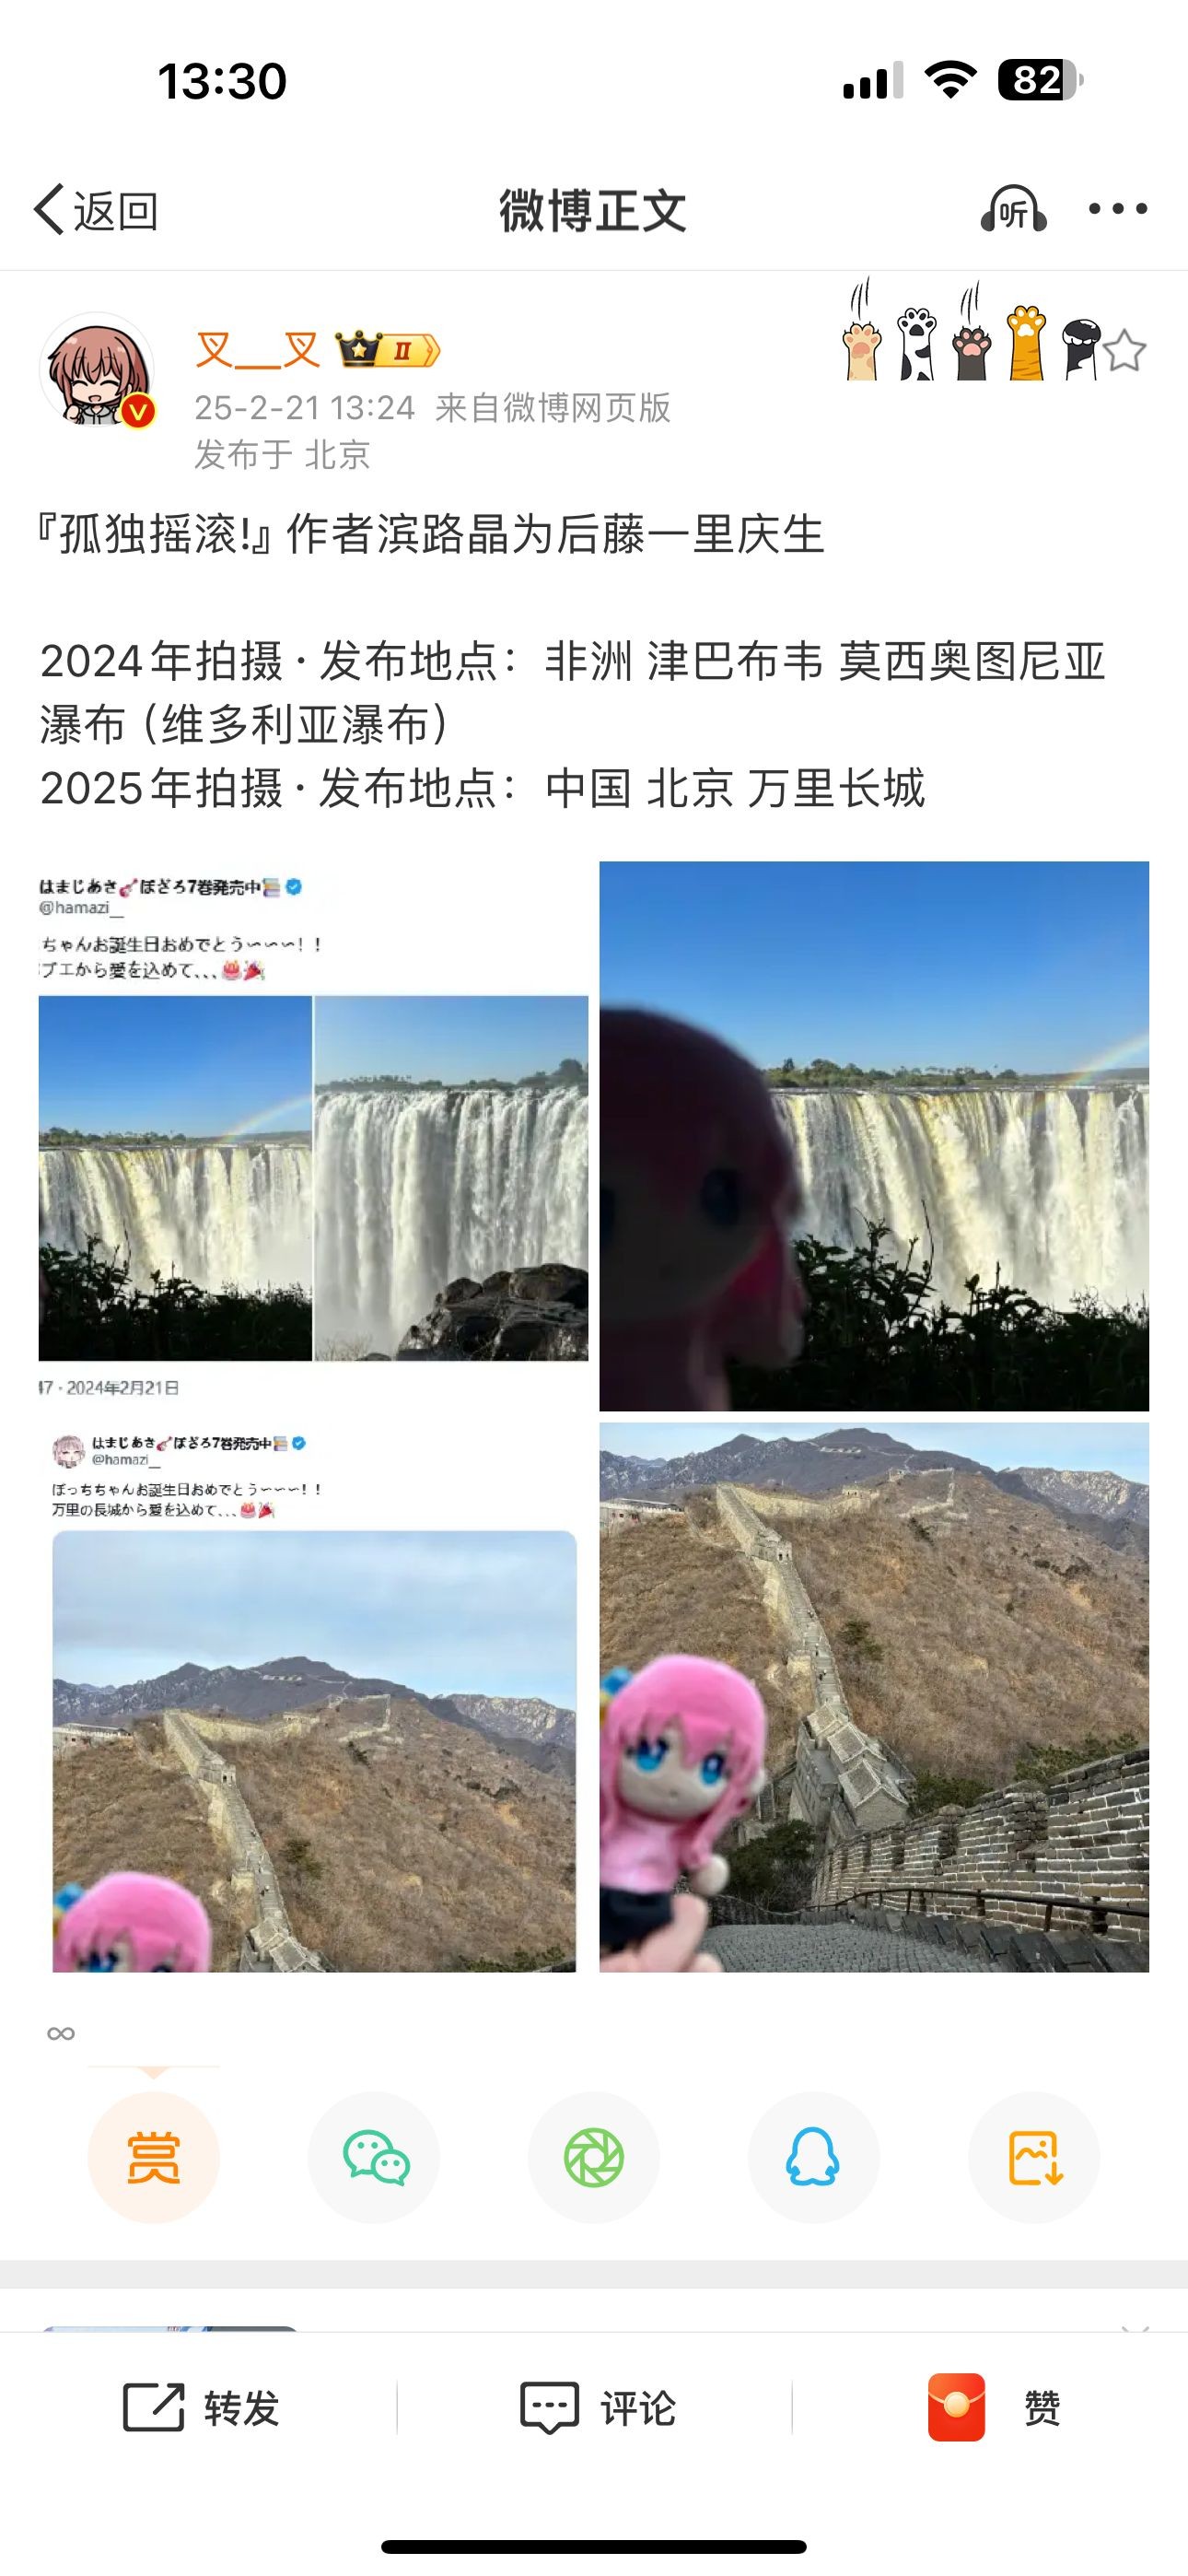 13:30
82
返回
微博正文
听
叉__叉
II
25-2-21 13:24 来自微博网页版
发布于 北京
『孤独摇滚!』作者滨路晶为后藤一里庆生
2024年拍摄·发布地点：非洲 津巴布韦 莫西奥图尼亚
瀑布（维多利亚瀑布）
2025年拍摄·发布地点：中国 北京 万里长城
はまじあき🎸ぼざろ7巻発売中📚
@hamazi__
ちゃんお誕生日おめでとう〜〜〜！！
ブエから愛を込めて、、、🎂🎉
47・2024年2月21日
はまじあき🎸ぼざろ7巻発売中📚
@hamazi__
ぼっちちゃんお誕生日おめでとう〜〜〜！！
万里の長城から愛を込めて、、、🎂🎉
赏
转发
评论
赞